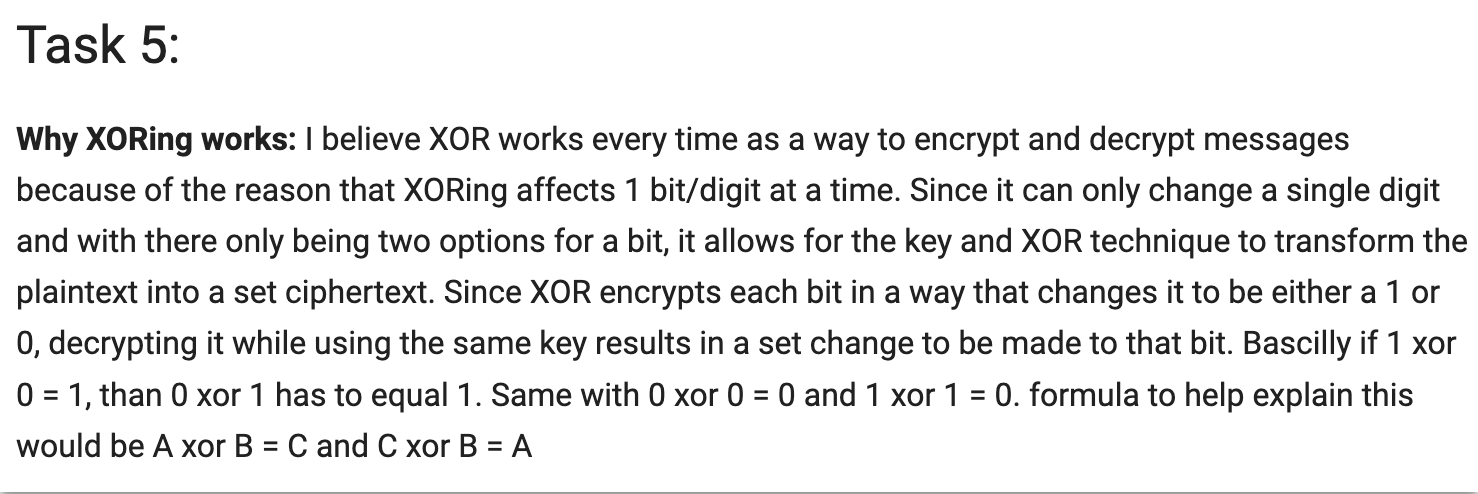 Task 5:
Why XORing works: I believe XOR works every time as a way to encrypt and decrypt messages
because of the reason that XORing affects 1 bit/digit at a time. Since it can only change a single digit
and with there only being two options for a bit, it allows for the key and XOR technique to transform the
plaintext into a set ciphertext. Since XOR encrypts each bit in a way that changes it to be either a 1 or
0, decrypting it while using the same key results in a set change to be made to that bit. Bascilly if 1 xor
0 = 1, than 0 xor 1 has to equal 1. Same with 0 xor 0 = 0 and 1 xor 1 = 0. formula to help explain this
would be A xor B = C and C xor B = A